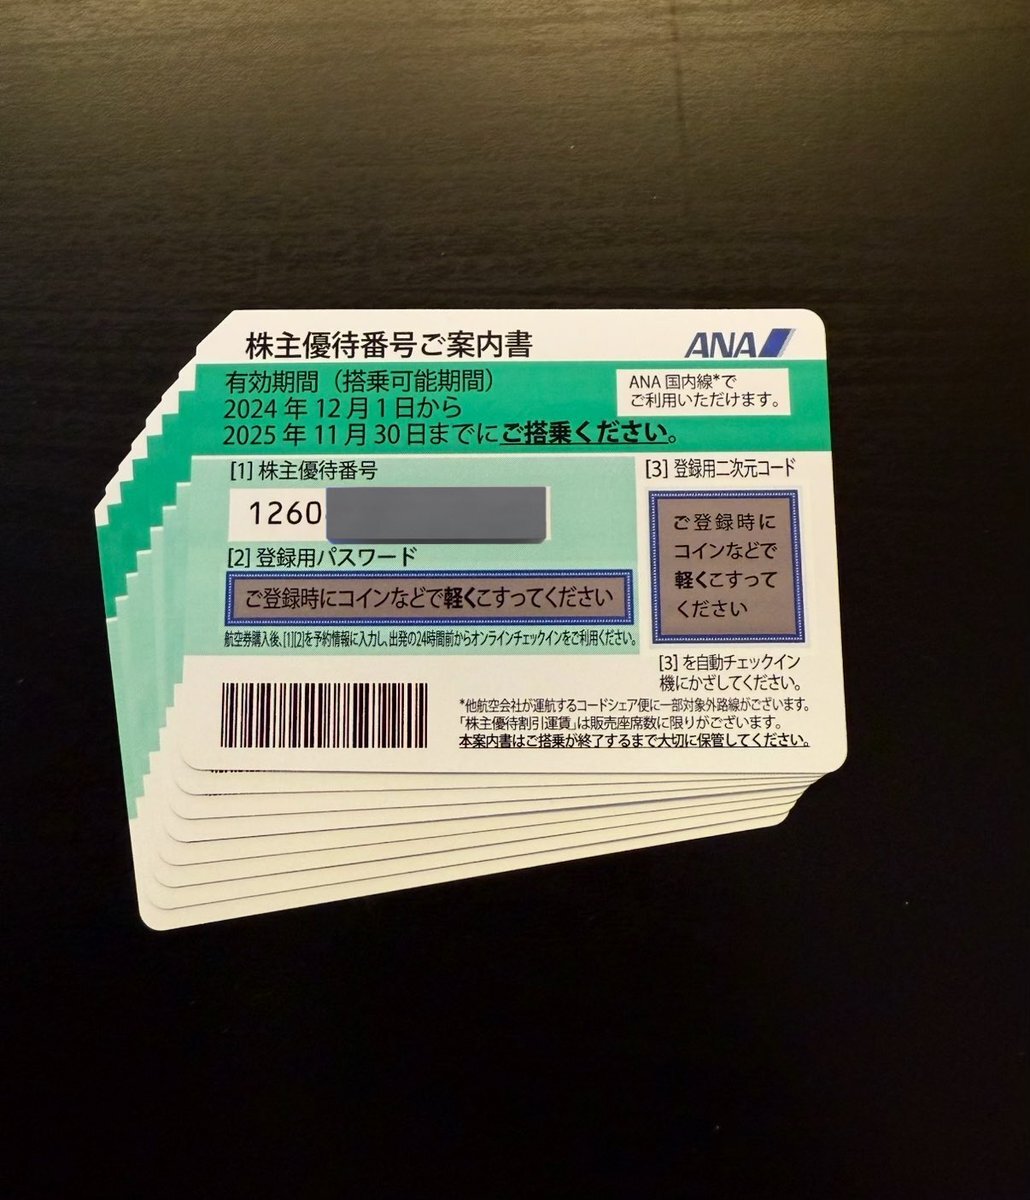 株主優待番号ご案内書
ANA
有効期間（搭乗可能期間）
2024年12月1日から
2025年11月30日までにご搭乗ください。
ANA国内線*で
ご利用いただけます。
[1] 株主優待番号
1260
[2] 登録用パスワード
ご登録時にコインなどで軽くこすってください
航空券購入後、[1][2]を予約情報に入力し、出発の24時間前からオンラインチェックインをご利用ください。
[3] 登録用二次元コード
ご登録時に
コインなどで
軽くこすって
ください
[3] を自動チェックイン
機にかざしてください。
*他航空会社が運航するコードシェア便に一部対象外路線がございます。
「株主優待割引運賃」は販売座席数に限りがございます。
本案内書はご搭乗が終了するまで大切に保管してください。